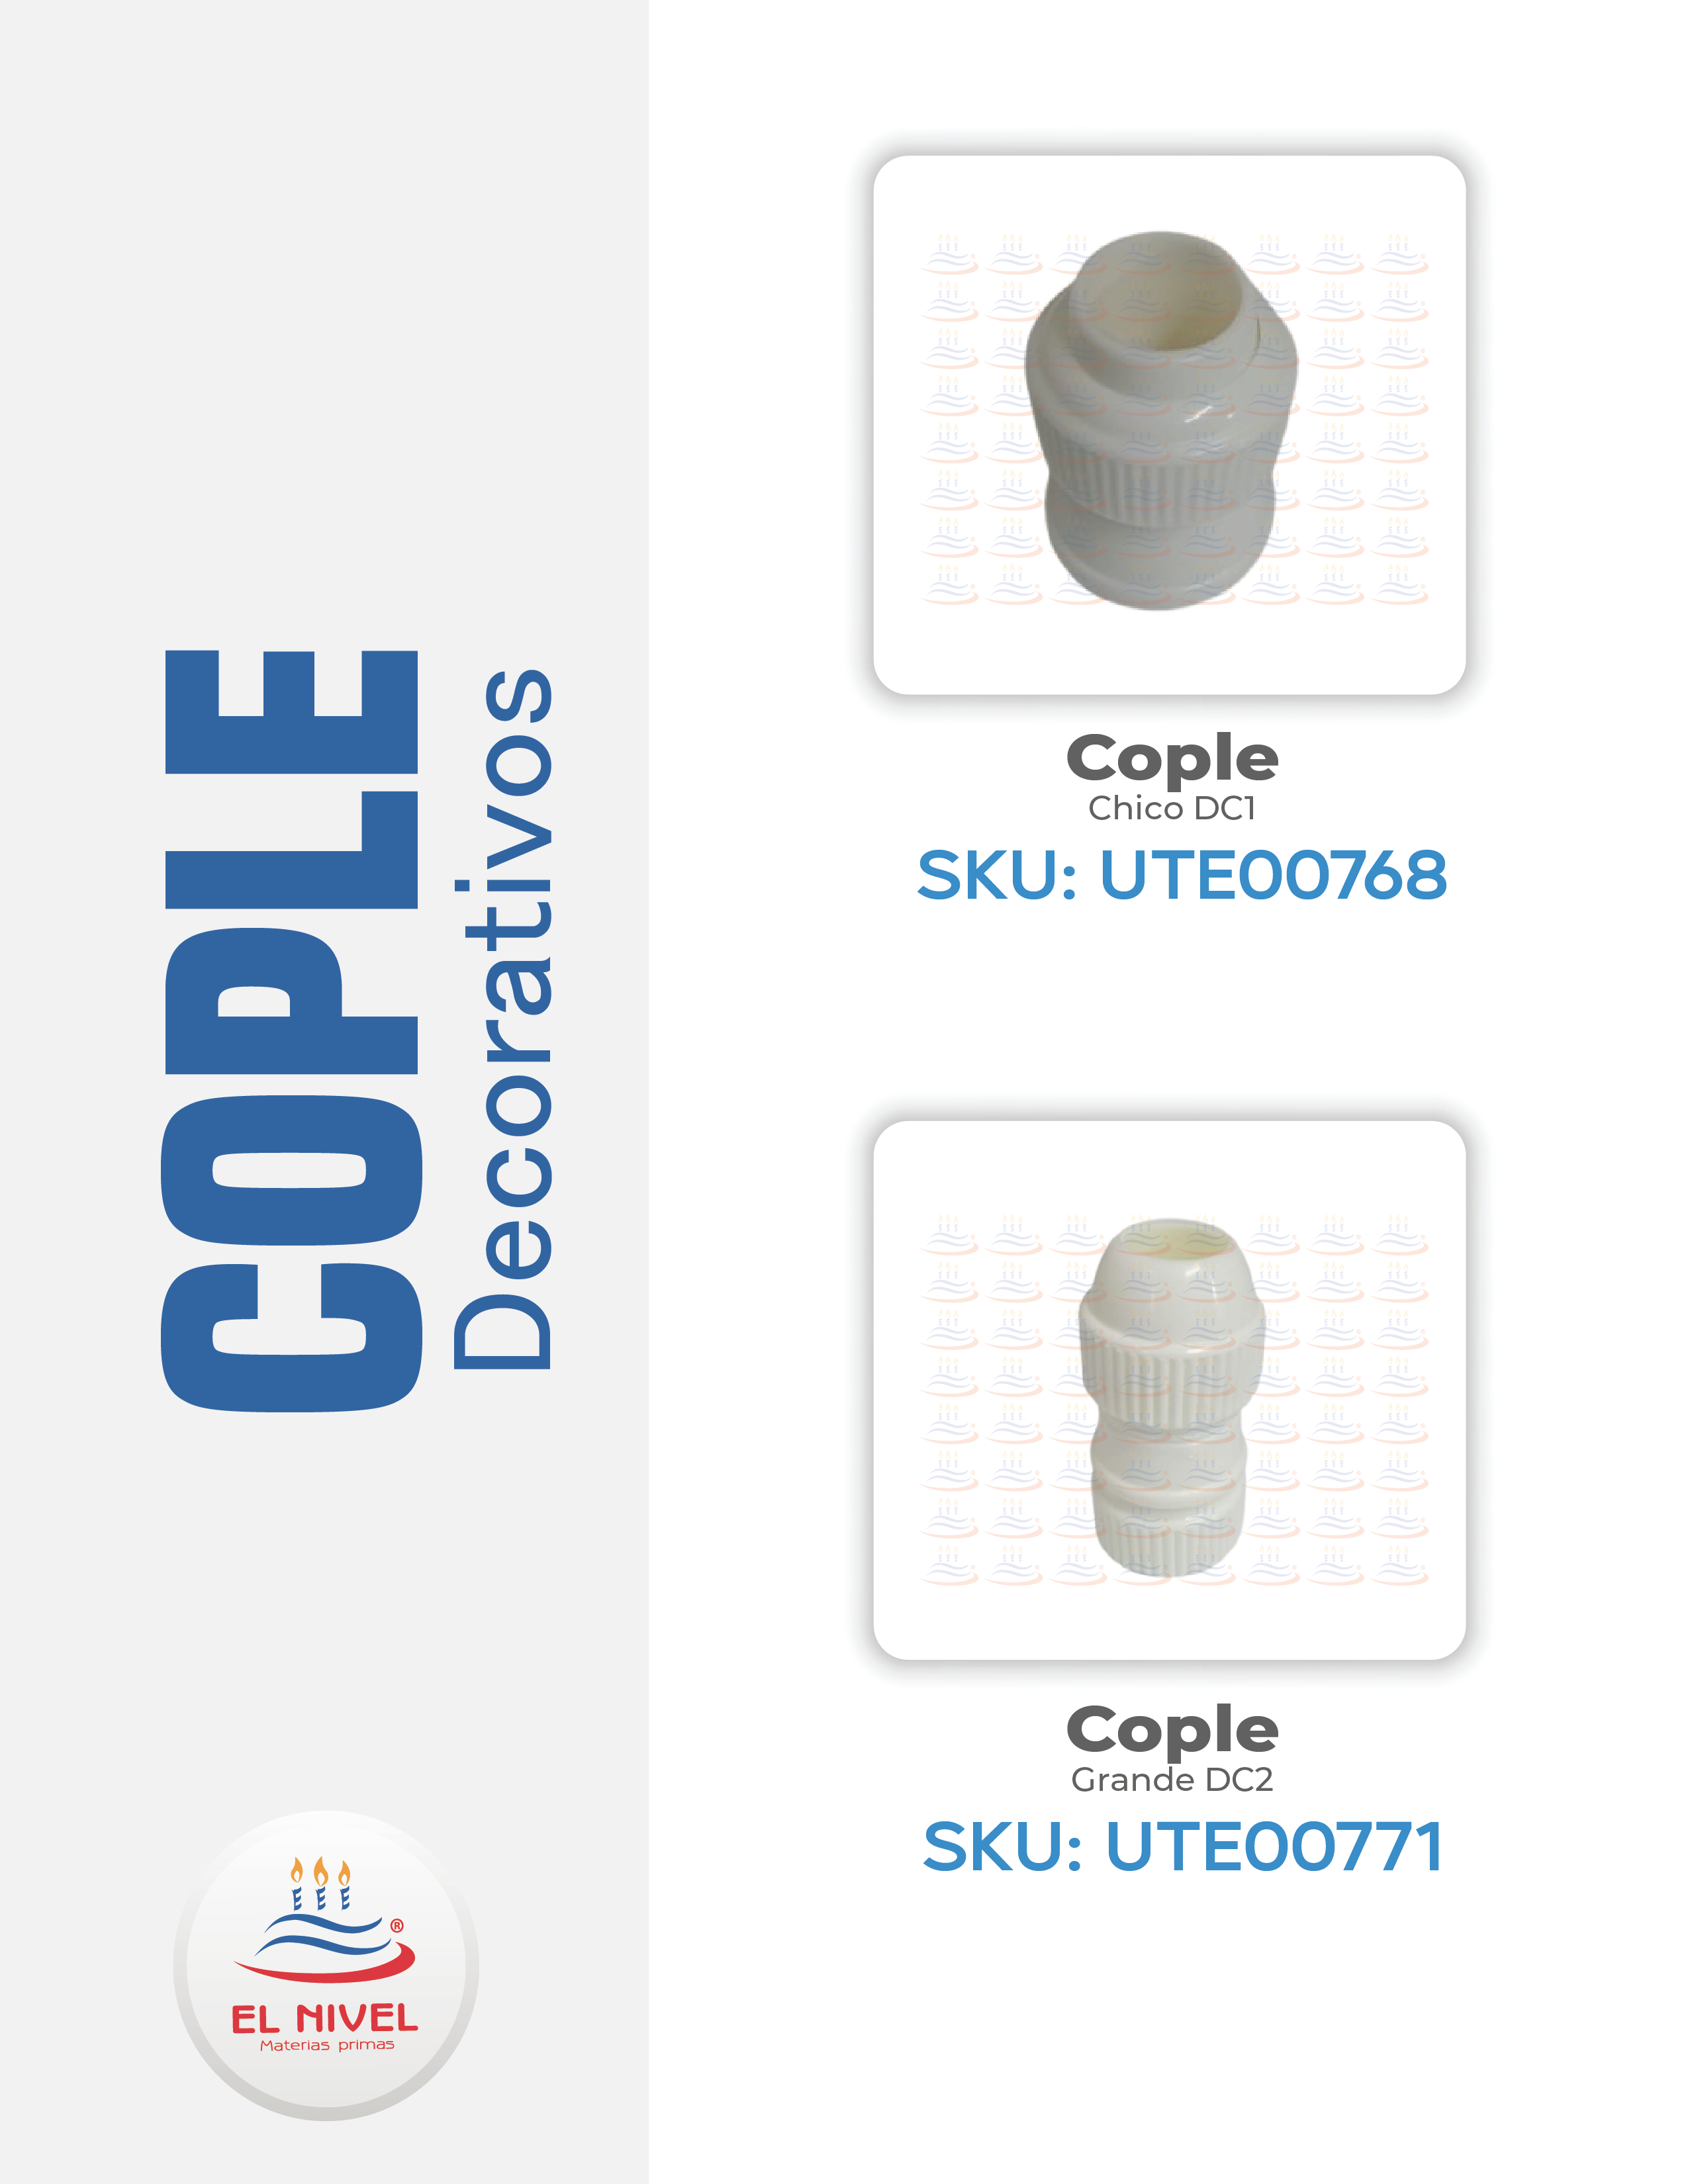 COPLE
Decorativos
Cople
Chico DC1
SKU: UTE00768
Cople
Grande DC2
SKU: UTE00771
®
EL NIVEL
Materias primas